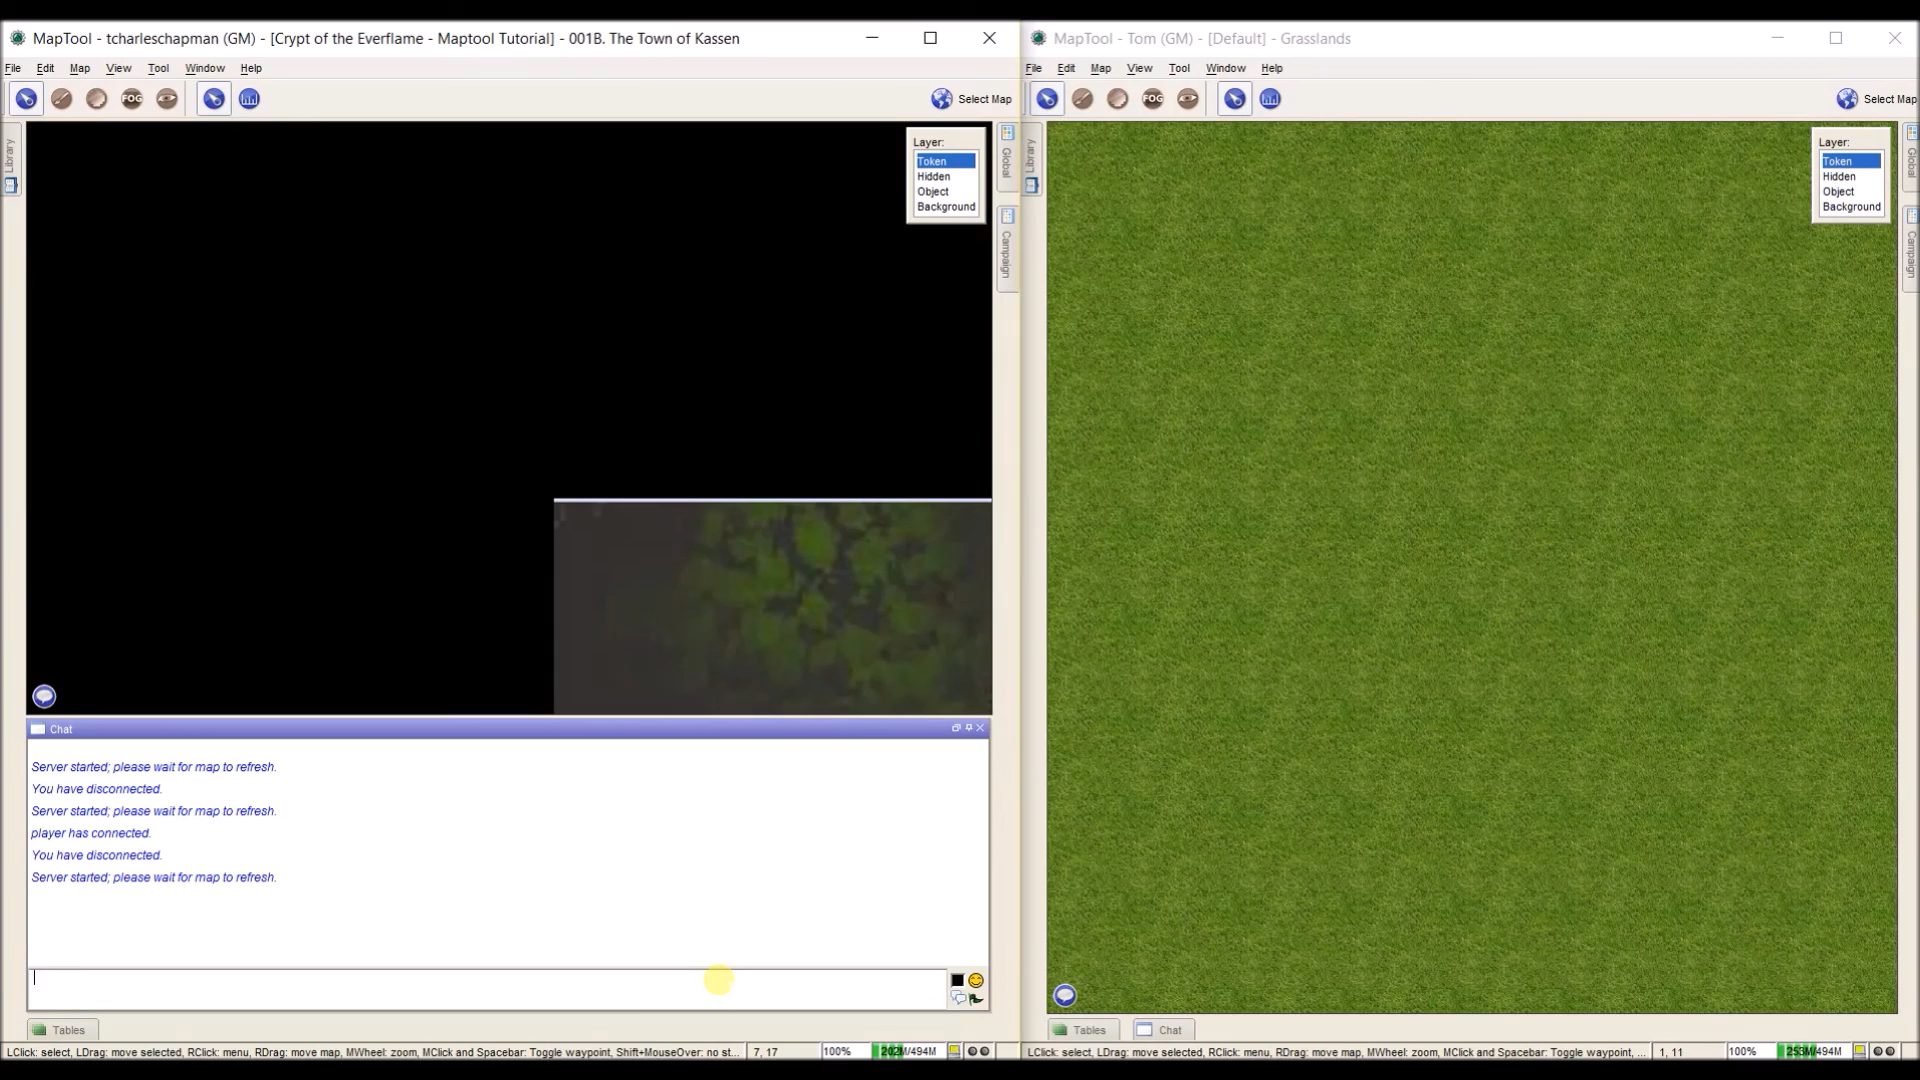 MapTool - tcharleschapman (GM) - [Crypt of the Everflame - Maptool Tutorial] - 001B. The Town of Kassen
File Edit Map View Tool Window Help
FOG
Select Map
Library
Layer:
Token
Hidden
Object
Background
Global
Campaign
Chat
Server started; please wait for map to refresh.
You have disconnected.
Server started; please wait for map to refresh.
player has connected.
You have disconnected.
Server started; please wait for map to refresh.
Tables
LClick: select, LDrag: move selected, RClick: menu, RDrag: move map, MWheel: zoom, MClick and Spacebar: Toggle waypoint, Shift+MouseOver: no st... 7, 17 100% 202M/494M
MapTool - Tom (GM) - [Default] - Grasslands
File Edit Map View Tool Window Help
FOG
Select Map
Library
Layer:
Token
Hidden
Object
Background
Global
Campaign
Tables Chat
LClick: select, LDrag: move selected, RClick: menu, RDrag: move map, MWheel: zoom, MClick and Spacebar: Toggle waypoint, ... 1, 11 100% 253M/494M